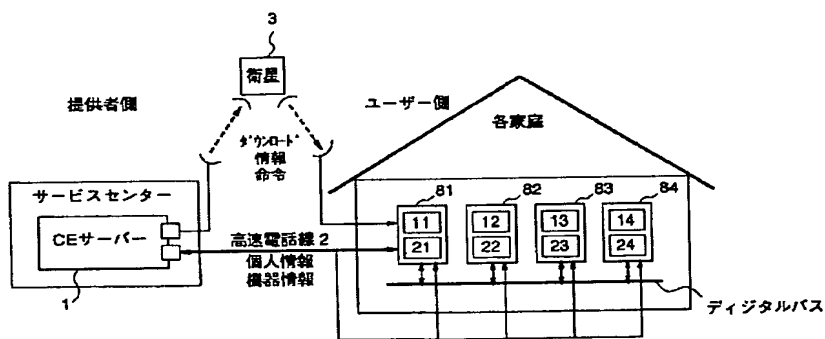 3
衛星
提供者側
ユーザー側
各家庭
ダウンロード
情報
命令
サービスセンター
CEサーバー
高速電話線 2
個人情報
機器情報
1
81
82
83
84
11
12
13
14
21
22
23
24
ディジタルバス